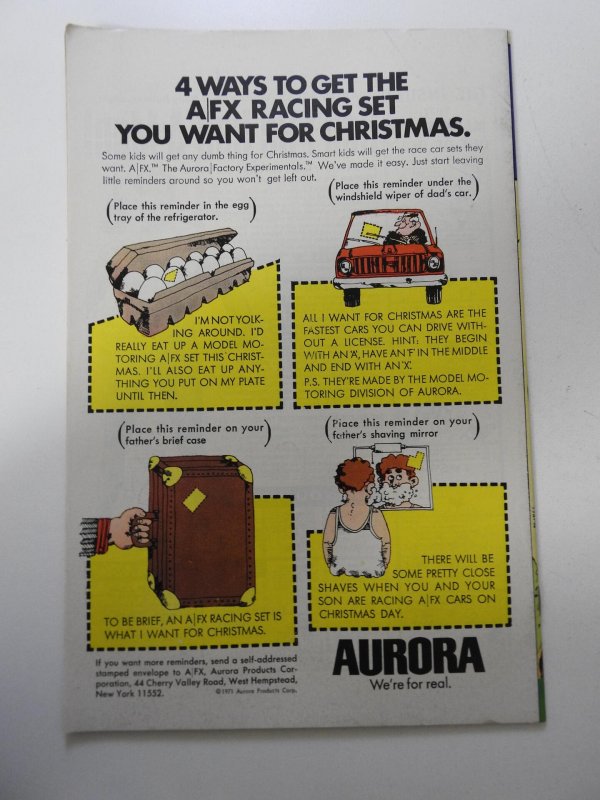 4 WAYS TO GET THE
A|FX RACING SET
YOU WANT FOR CHRISTMAS.
Some kids will get any dumb thing for Christmas. Smart kids will get the race car sets they
want. A|FX.™ The Aurora|Factory Experimentals.™ We've made it easy. Just start leaving
little reminders around so you won't get left out.
(Place this reminder in the egg
tray of the refrigerator.)
I'M NOT YOLK-
ING AROUND. I'D
REALLY EAT UP A MODEL MO-
TORING A|FX SET THIS CHRIST-
MAS. I'LL ALSO EAT UP ANY-
THING YOU PUT ON MY PLATE
UNTIL THEN.
(Place this reminder under the
windshield wiper of dad's car.)
ALL I WANT FOR CHRISTMAS ARE THE
FASTEST CARS YOU CAN DRIVE WITH-
OUT A LICENSE. HINT: THEY BEGIN
WITH AN 'A', HAVE AN 'F' IN THE MIDDLE
AND END WITH AN 'X'.
P.S. THEY'RE MADE BY THE MODEL MO-
TORING DIVISION OF AURORA.
(Place this reminder on your
father's brief case)
TO BE BRIEF, AN A|FX RACING SET IS
WHAT I WANT FOR CHRISTMAS.
(Place this reminder on your
father's shaving mirror)
THERE WILL BE
SOME PRETTY CLOSE
SHAVES WHEN YOU AND YOUR
SON ARE RACING A|FX CARS ON
CHRISTMAS DAY.
If you want more reminders, send a self-addressed
stamped envelope to A|FX, Aurora Products Cor-
poration, 44 Cherry Valley Road, West Hempstead,
New York 11552. © 1971 Aurora Products Corp.
AURORA
We're for real.